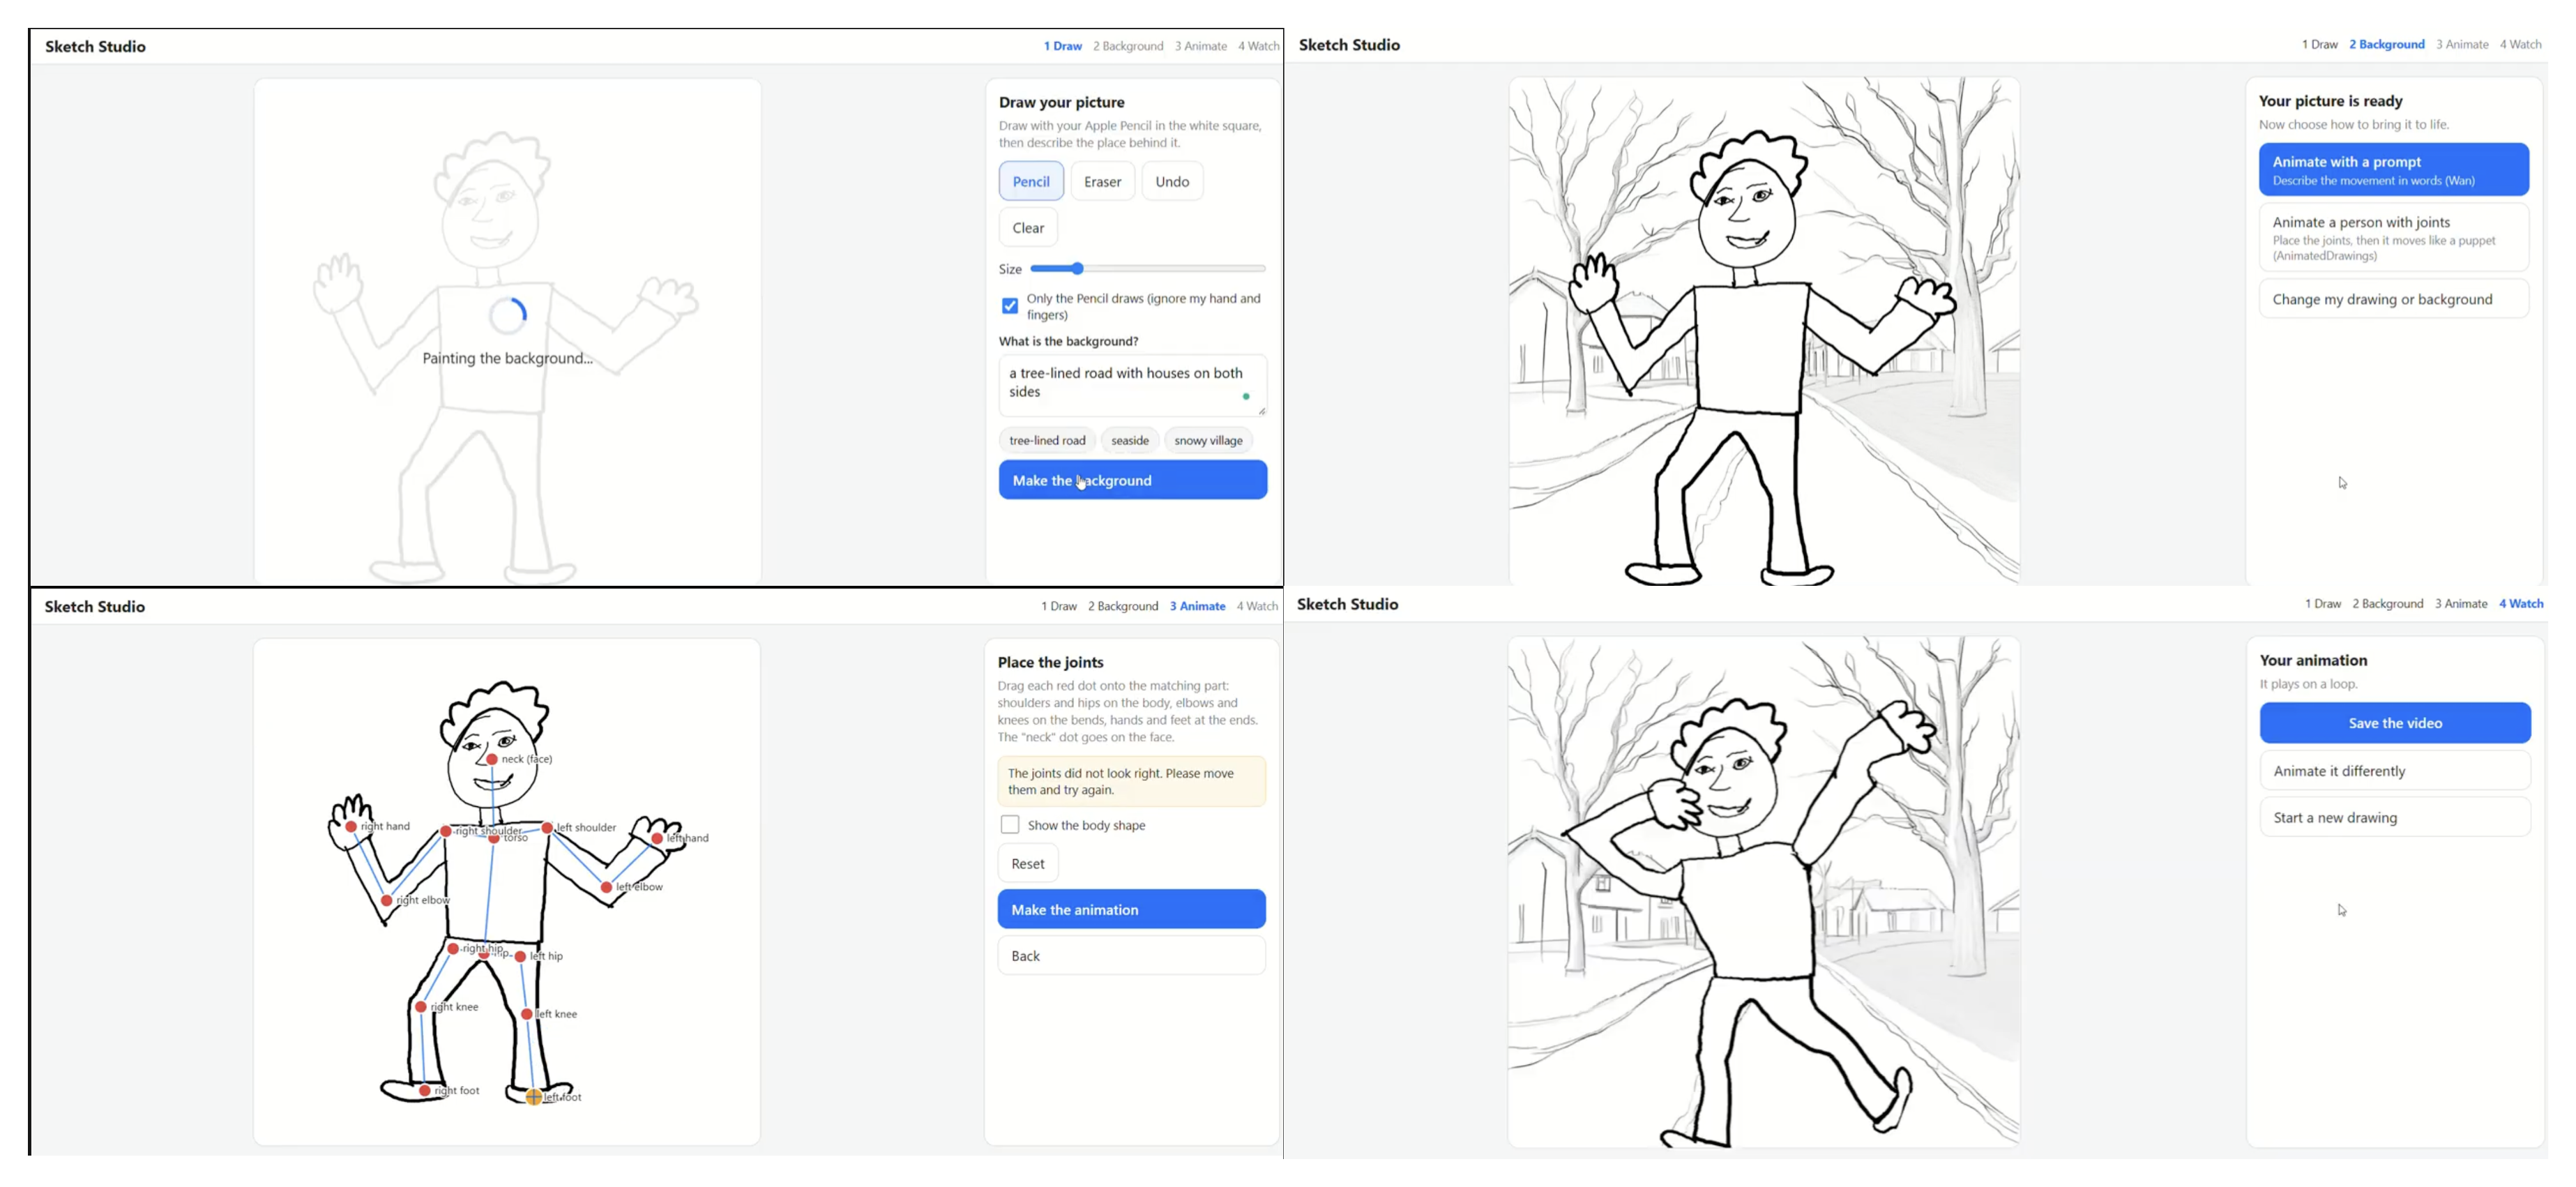 Sketch Studio
1 Draw 2 Background 3 Animate 4 Watch
Painting the background...
Draw your picture
Draw with your Apple Pencil in the white square,
then describe the place behind it.
Pencil Eraser Undo
Clear
Size
Only the Pencil draws (ignore my hand and
fingers)
What is the background?
a tree-lined road with houses on both
sides
tree-lined road seaside snowy village
Make the background
Sketch Studio
1 Draw 2 Background 3 Animate 4 Watch
Your picture is ready
Now choose how to bring it to life.
Animate with a prompt
Describe the movement in words (Wan)
Animate a person with joints
Place the joints, then it moves like a puppet
(AnimatedDrawings)
Change my drawing or background
Sketch Studio
1 Draw 2 Background 3 Animate 4 Watch
neck (face)
right hand
right shoulder
left shoulder
torso
left hand
left elbow
right elbow
right hip
hip
left hip
right knee
left knee
right foot
left foot
Place the joints
Drag each red dot onto the matching part:
shoulders and hips on the body, elbows and
knees on the bends, hands and feet at the ends.
The "neck" dot goes on the face.
The joints did not look right. Please move
them and try again.
Show the body shape
Reset
Make the animation
Back
Sketch Studio
1 Draw 2 Background 3 Animate 4 Watch
Your animation
It plays on a loop.
Save the video
Animate it differently
Start a new drawing